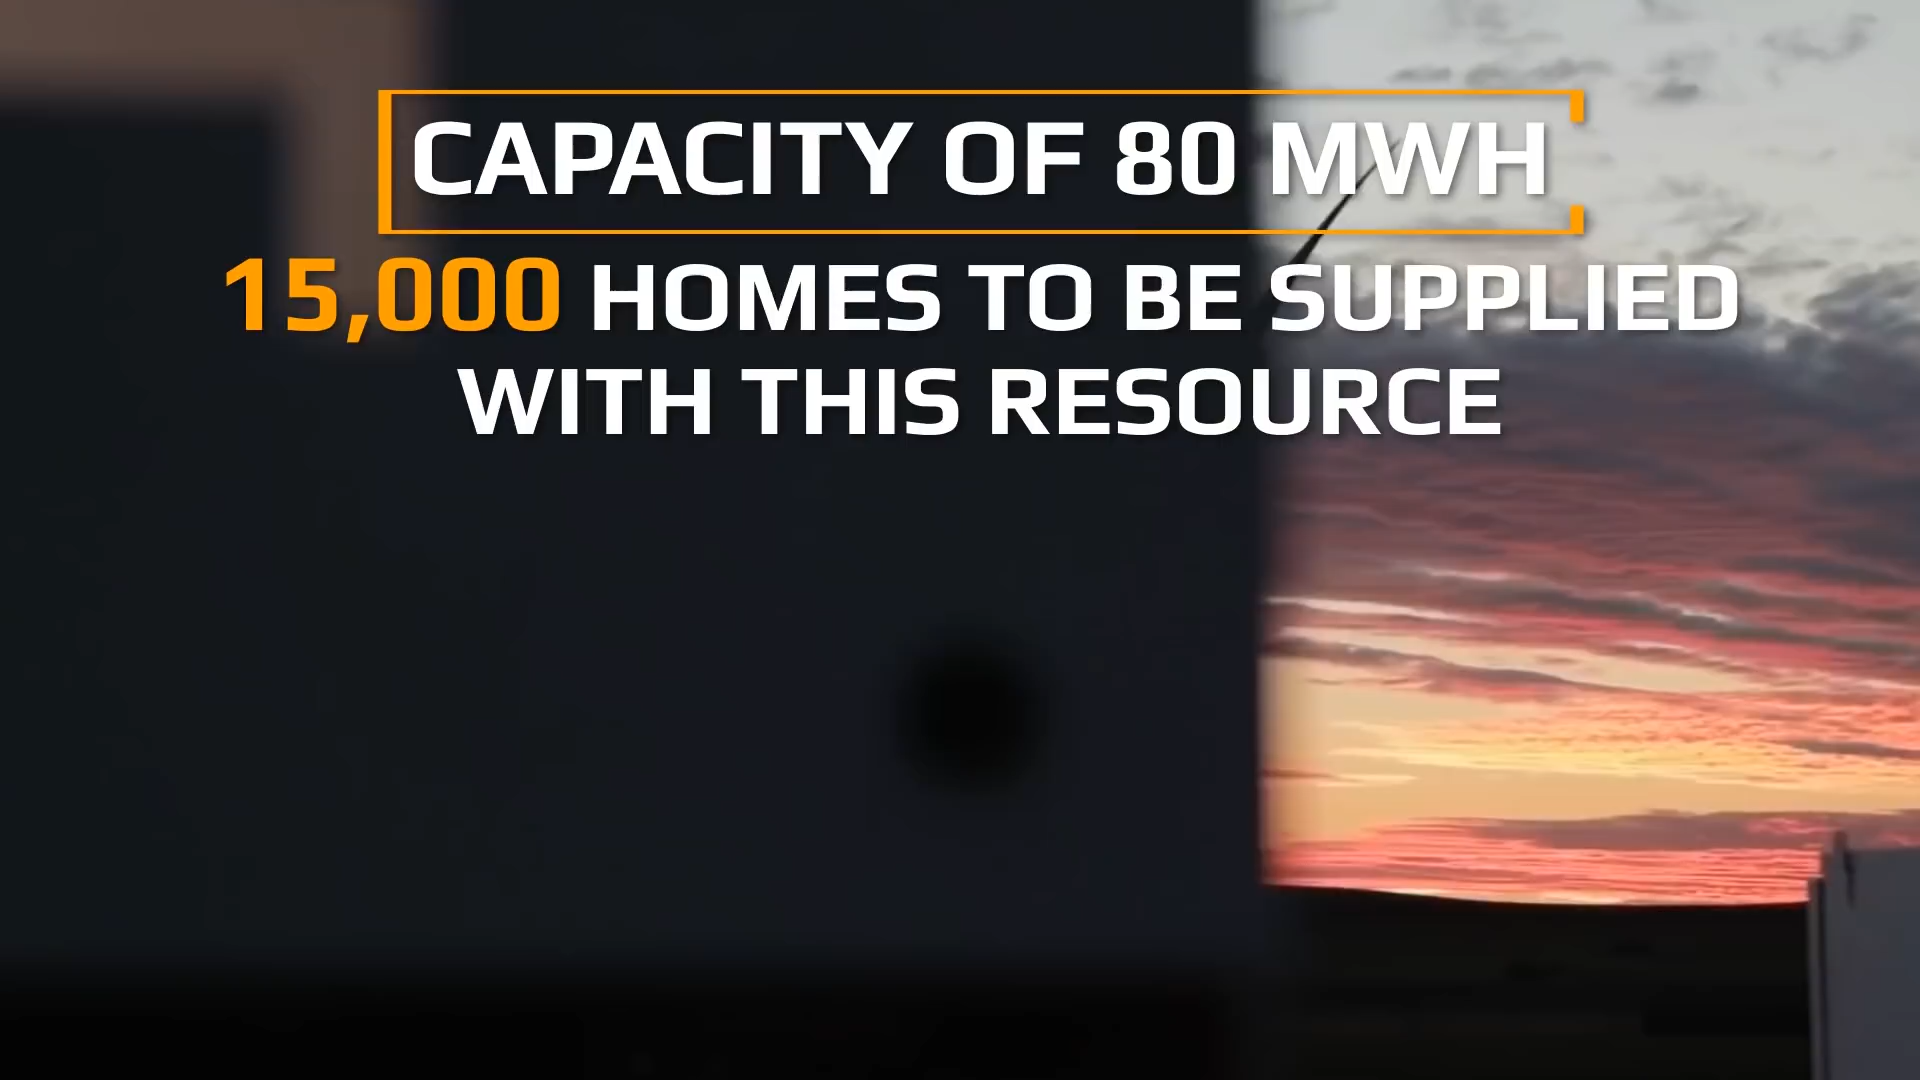 CAPACITY OF 80 MWH
15,000 HOMES TO BE SUPPLIED
WITH THIS RESOURCE